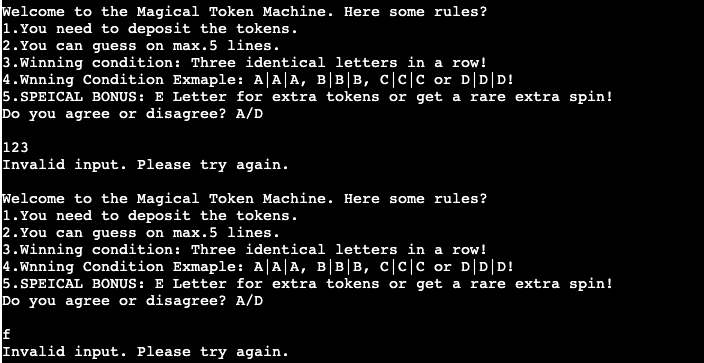 Welcome to the Magical Token Machine. Here some rules?
1.You need to deposit the tokens.
2.You can guess on max.5 lines.
3.Winning condition: Three identical letters in a row!
4.Wnning Condition Exmaple: A|A|A, B|B|B, C|C|C or D|D|D!
5.SPEICAL BONUS: E Letter for extra tokens or get a rare extra spin!
Do you agree or disagree? A/D
123
Invalid input. Please try again.
Welcome to the Magical Token Machine. Here some rules?
1.You need to deposit the tokens.
2.You can guess on max.5 lines.
3.Winning condition: Three identical letters in a row!
4.Wnning Condition Exmaple: A|A|A, B|B|B, C|C|C or D|D|D!
5.SPEICAL BONUS: E Letter for extra tokens or get a rare extra spin!
Do you agree or disagree? A/D
f
Invalid input. Please try again.